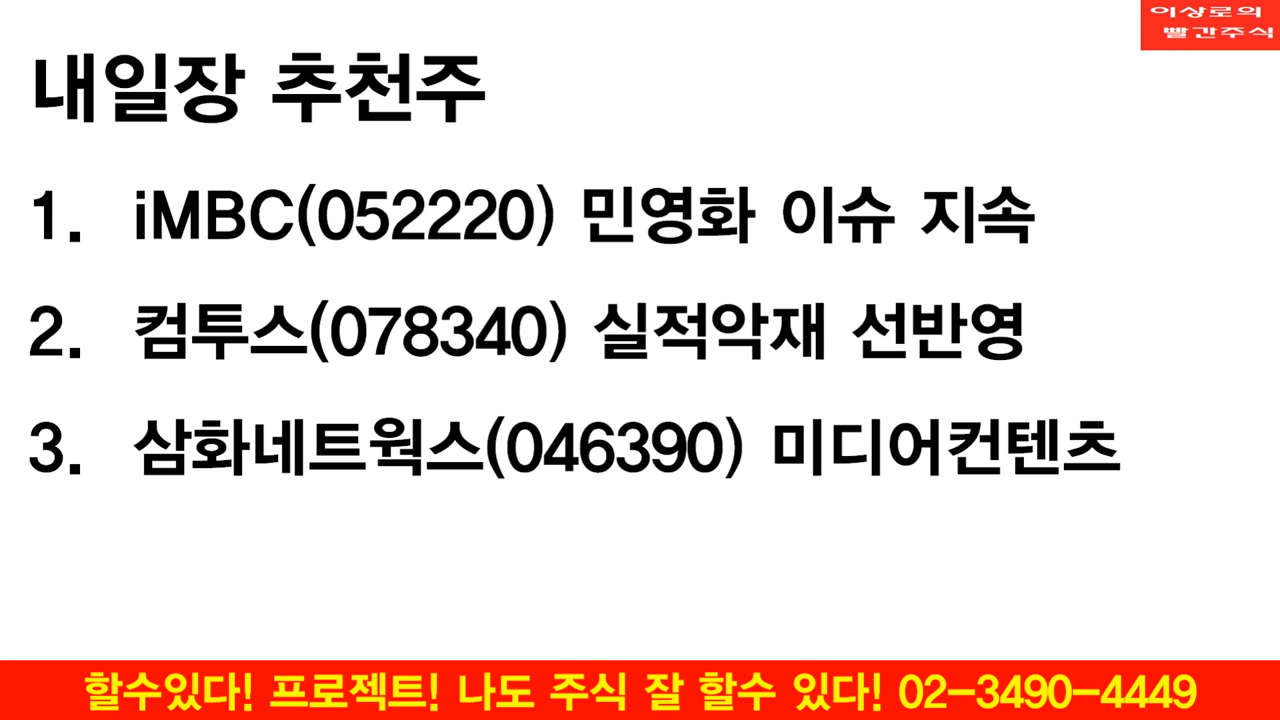 이상로의
빨간주식
내일장 추천주
1. iMBC(052220) 민영화 이슈 지속
2. 컴투스(078340) 실적악재 선반영
3. 삼화네트웍스(046390) 미디어컨텐츠
할수있다! 프로젝트! 나도 주식 잘 할수 있다! 02-3490-4449